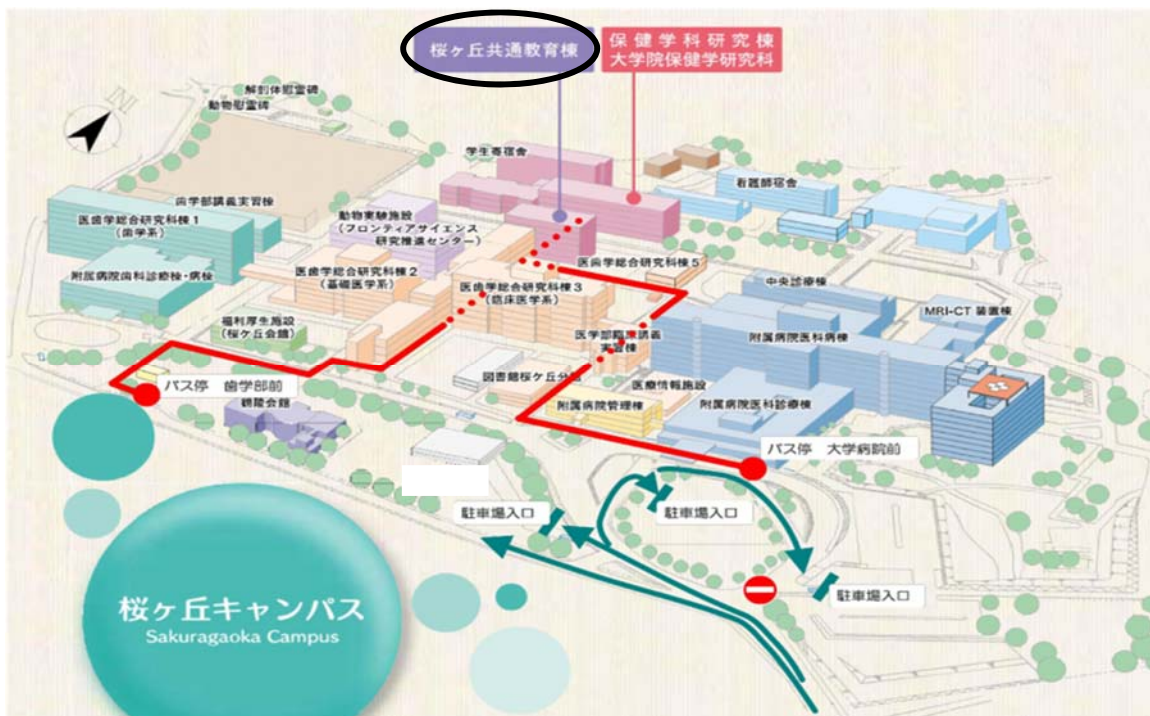 桜ヶ丘共通教育棟
保健学科研究棟
大学院保健学研究科
N
解剖体慰霊碑
動物慰霊碑
学生寄宿舎
看護師宿舎
歯学部講義実習棟
医歯学総合研究科棟1
(歯学系)
動物実験施設
(フロンティアサイエンス
研究推進センター)
附属病院歯科診療棟・病棟
医歯学総合研究科棟2
(基礎医学系)
医歯学総合研究科棟3
(臨床医学系)
医歯学総合研究科棟5
中央診療棟
MRI-CT 装置棟
福利厚生施設
(桜ケ丘会館)
医学部臨床講義
実習棟
附属病院医科病棟
バス停 歯学部前
鶴陵会館
図書館桜ケ丘分館
医療情報施設
附属病院管理棟
附属病院医科診療棟
バス停 大学病院前
駐車場入口
駐車場入口
駐車場入口
桜ヶ丘キャンパス
Sakuragaoka Campus